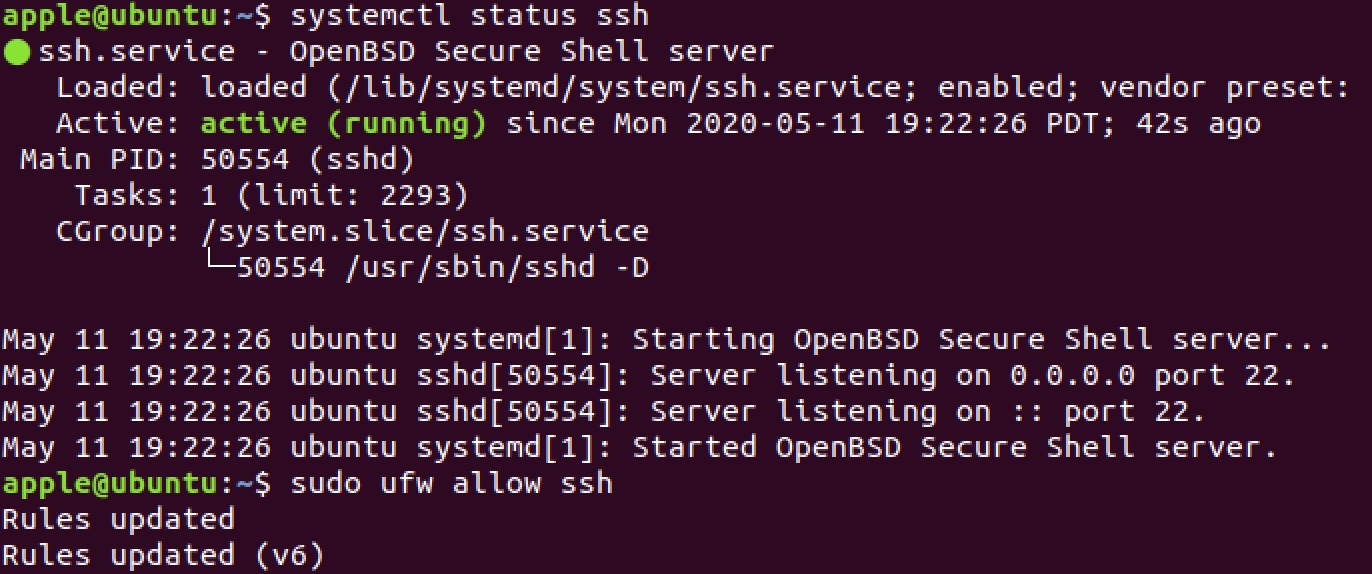 apple@ubuntu:~$ systemctl status ssh
● ssh.service - OpenBSD Secure Shell server
   Loaded: loaded (/lib/systemd/system/ssh.service; enabled; vendor preset:
   Active: active (running) since Mon 2020-05-11 19:22:26 PDT; 42s ago
 Main PID: 50554 (sshd)
    Tasks: 1 (limit: 2293)
   CGroup: /system.slice/ssh.service
           └─50554 /usr/sbin/sshd -D

May 11 19:22:26 ubuntu systemd[1]: Starting OpenBSD Secure Shell server...
May 11 19:22:26 ubuntu sshd[50554]: Server listening on 0.0.0.0 port 22.
May 11 19:22:26 ubuntu sshd[50554]: Server listening on :: port 22.
May 11 19:22:26 ubuntu systemd[1]: Started OpenBSD Secure Shell server.
apple@ubuntu:~$ sudo ufw allow ssh
Rules updated
Rules updated (v6)